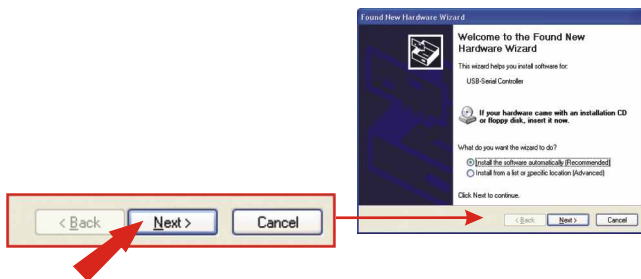 Found New Hardware Wizard
Welcome to the Found New
Hardware Wizard
This wizard helps you install software for:
USB-Serial Controller
If your hardware came with an installation CD
or floppy disk, insert it now.
What do you want the wizard to do?
Install the software automatically (Recommended)
Install from a list or specific location (Advanced)
Click Next to continue.
< Back Next > Cancel
< Back Next > Cancel